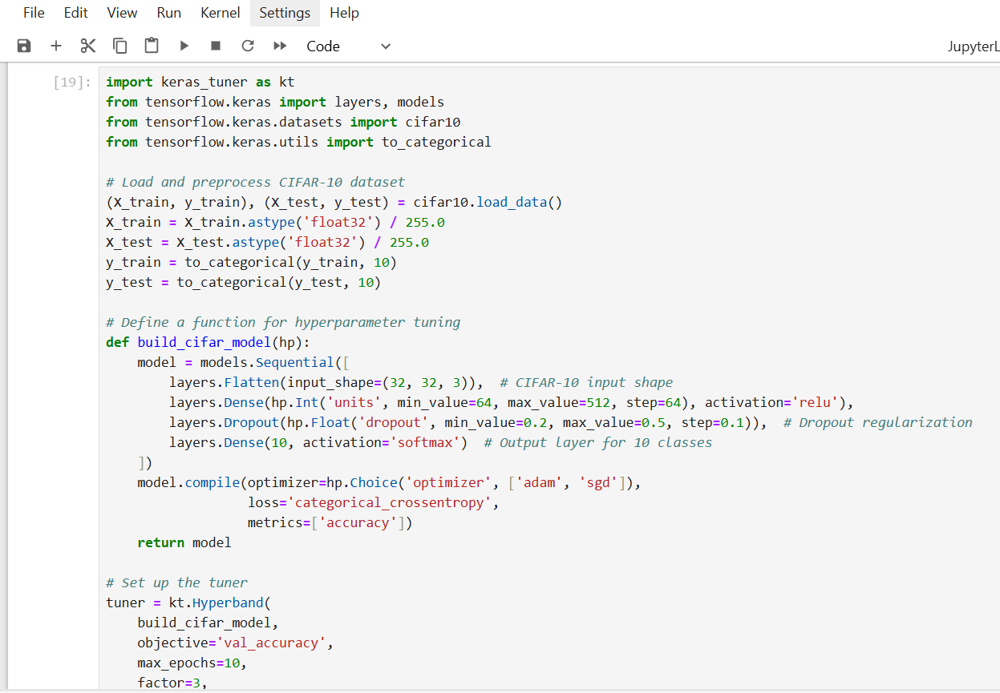 File Edit View Run Kernel Settings Help
Code JupyterL
[19]:
import keras_tuner as kt
from tensorflow.keras import layers, models
from tensorflow.keras.datasets import cifar10
from tensorflow.keras.utils import to_categorical
# Load and preprocess CIFAR-10 dataset
(X_train, y_train), (X_test, y_test) = cifar10.load_data()
X_train = X_train.astype('float32') / 255.0
X_test = X_test.astype('float32') / 255.0
y_train = to_categorical(y_train, 10)
y_test = to_categorical(y_test, 10)
# Define a function for hyperparameter tuning
def build_cifar_model(hp):
    model = models.Sequential([
        layers.Flatten(input_shape=(32, 32, 3)),  # CIFAR-10 input shape
        layers.Dense(hp.Int('units', min_value=64, max_value=512, step=64), activation='relu'),
        layers.Dropout(hp.Float('dropout', min_value=0.2, max_value=0.5, step=0.1)),  # Dropout regularization
        layers.Dense(10, activation='softmax')  # Output layer for 10 classes
    ])
    model.compile(optimizer=hp.Choice('optimizer', ['adam', 'sgd']),
                  loss='categorical_crossentropy',
                  metrics=['accuracy'])
    return model
# Set up the tuner
tuner = kt.Hyperband(
    build_cifar_model,
    objective='val_accuracy',
    max_epochs=10,
    factor=3,